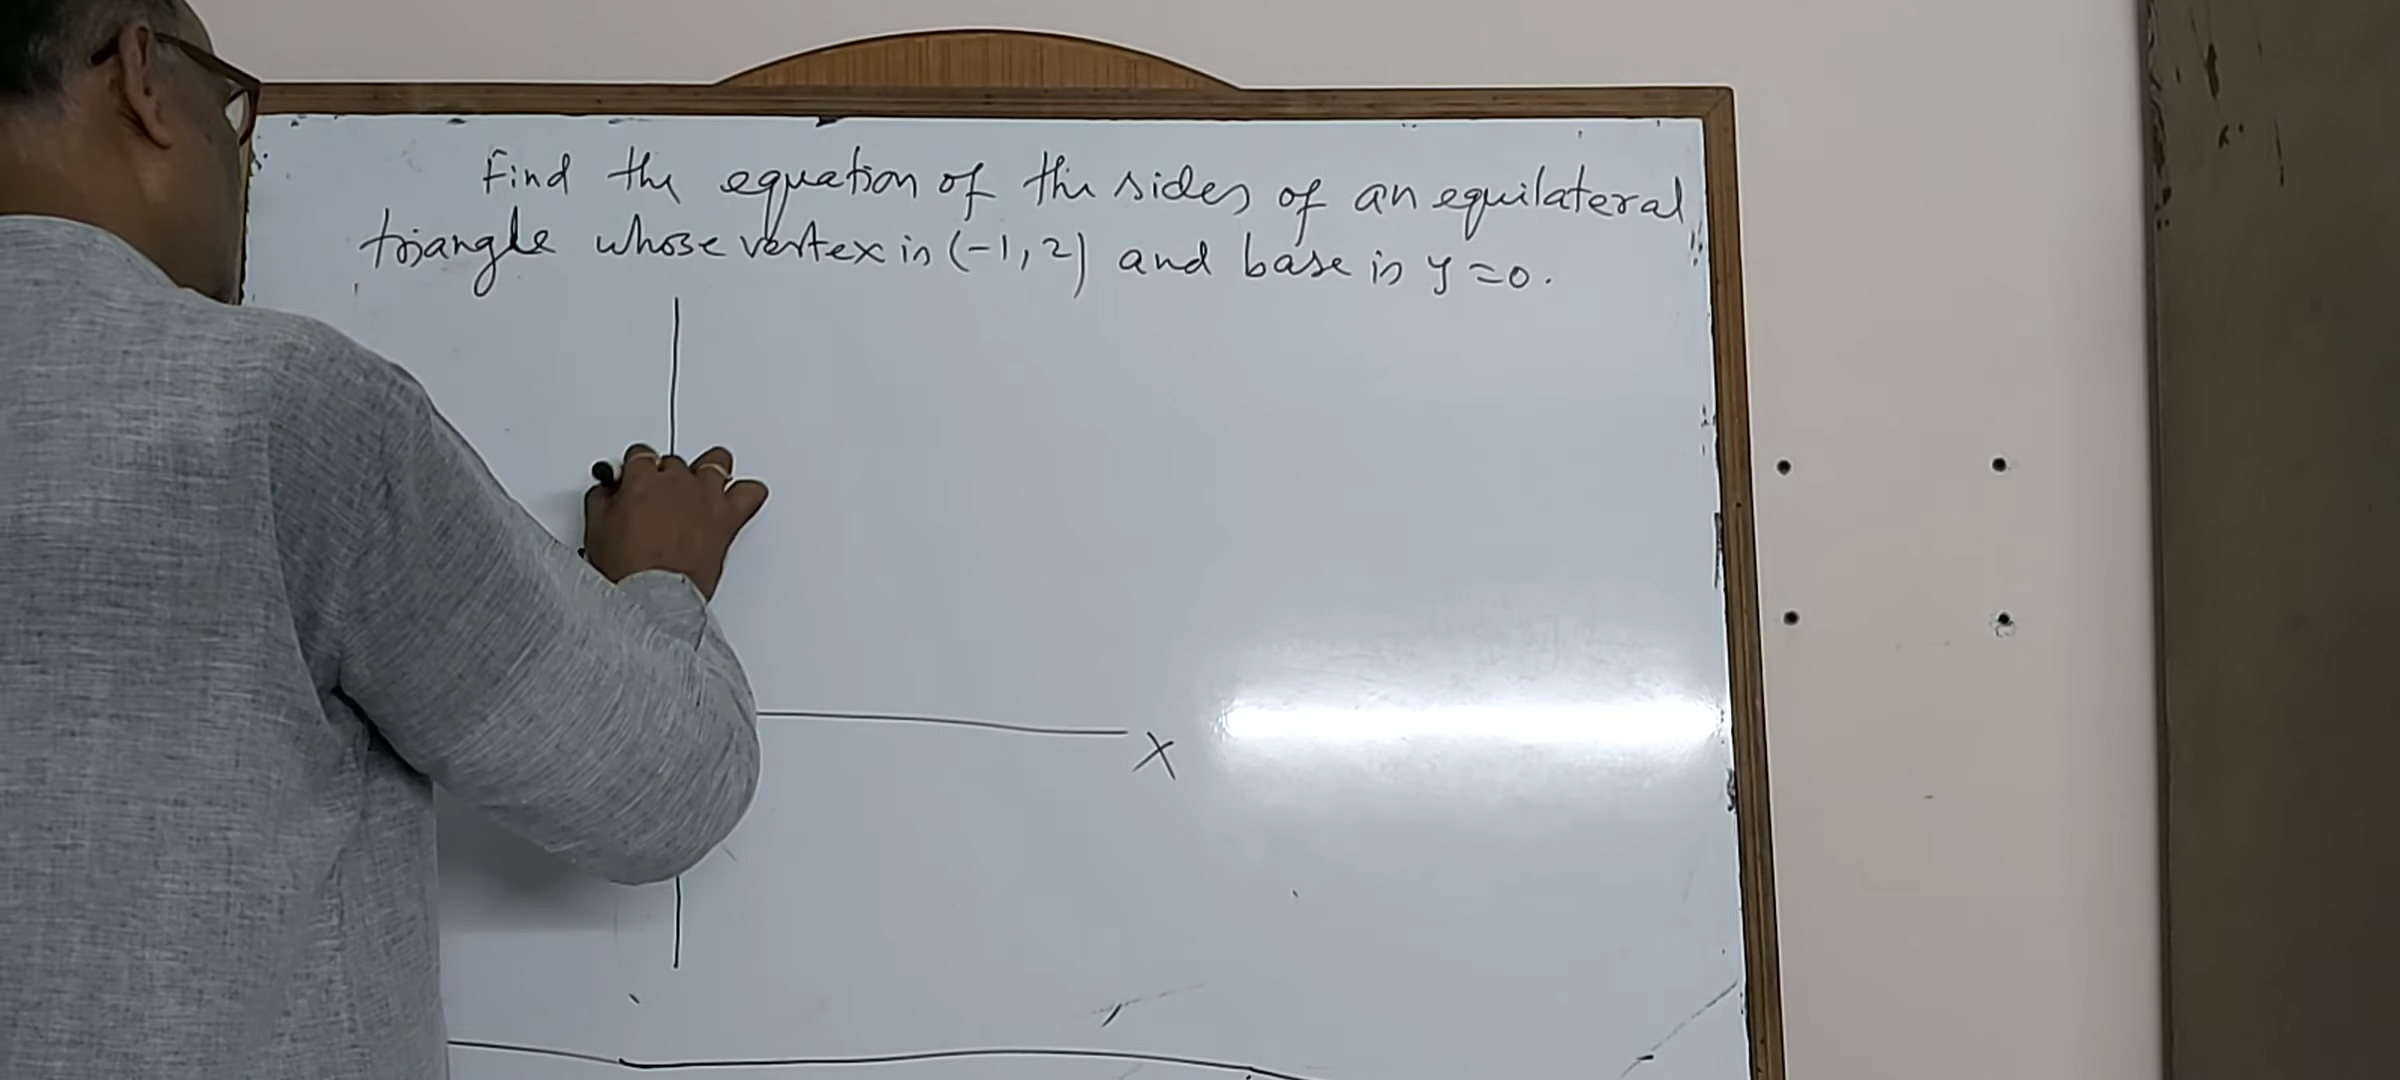 Find the equation of the sides of an equilateral
triangle whose vertex is (-1, 2) and base is y = 0.
X